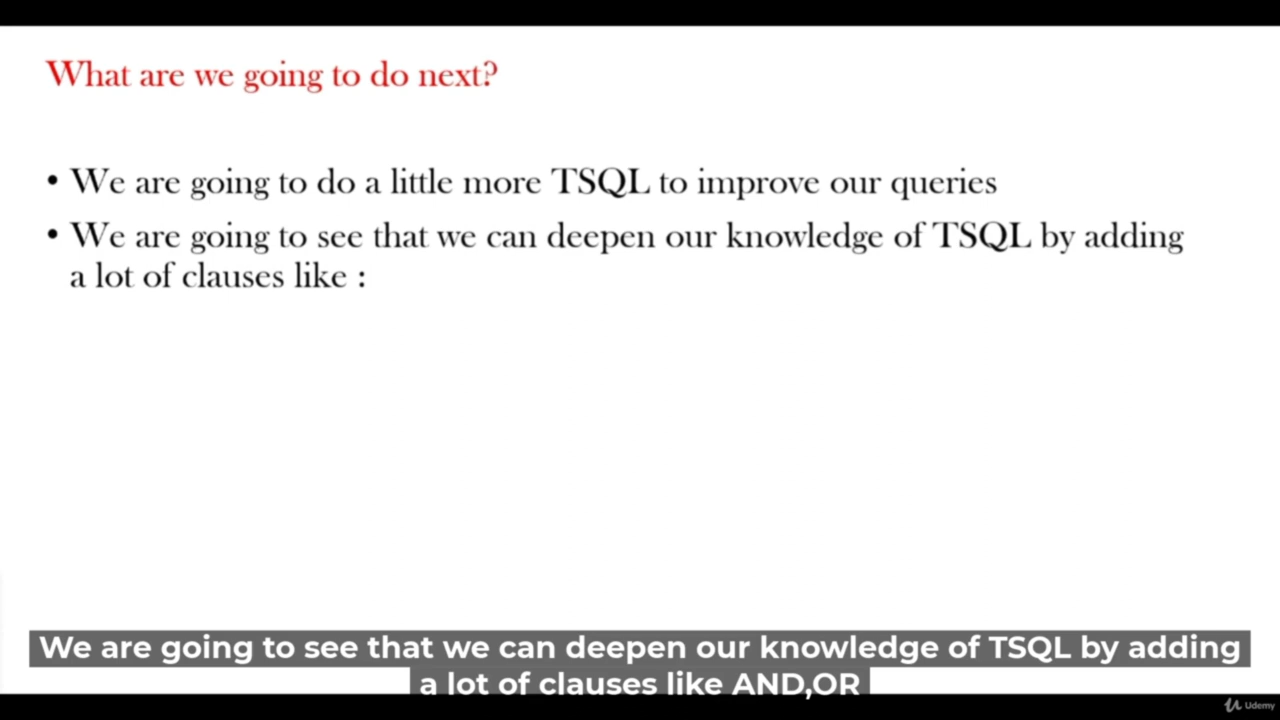 What are we going to do next?
• We are going to do a little more TSQL to improve our queries
• We are going to see that we can deepen our knowledge of TSQL by adding
a lot of clauses like :
We are going to see that we can deepen our knowledge of TSQL by adding
a lot of clauses like AND,OR
Udemy